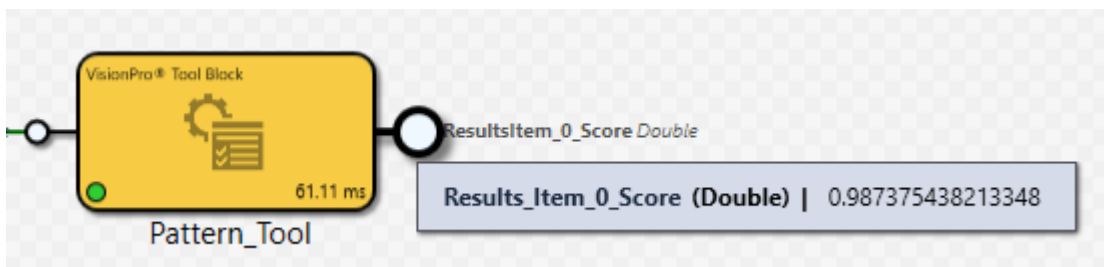 VisionPro® Tool Block
61.11 ms
Pattern_Tool
ResultsItem_0_Score Double
Results_Item_0_Score (Double) | 0.987375438213348